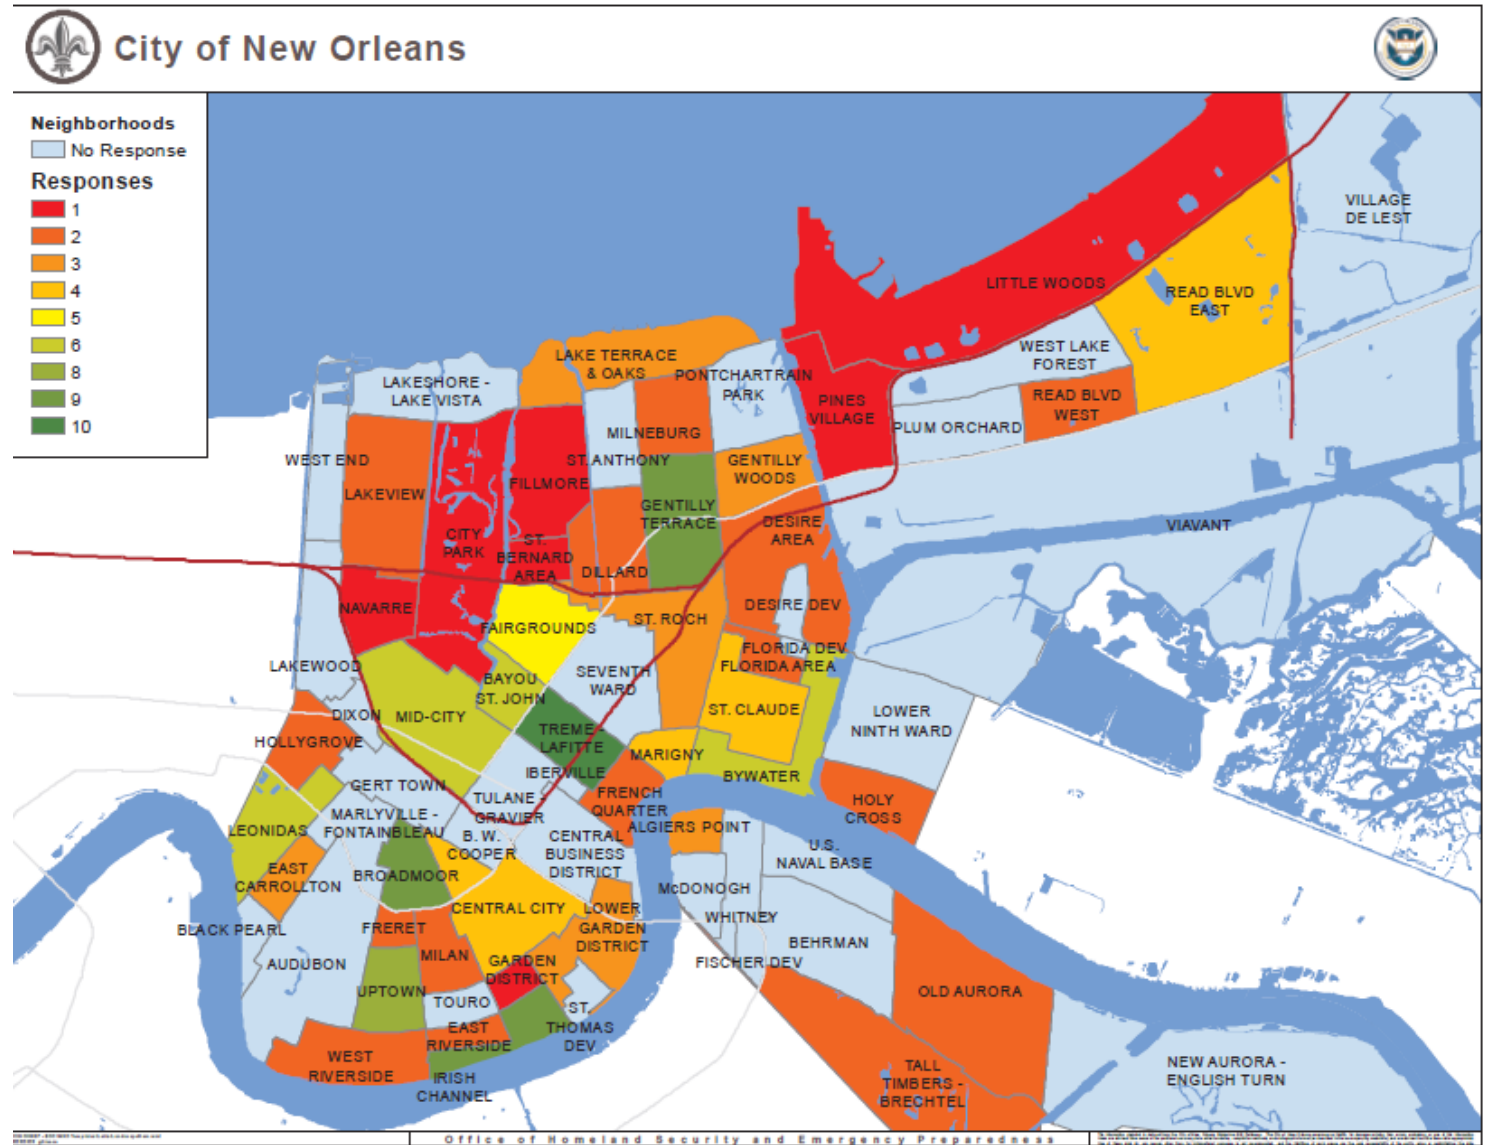 City of New Orleans
Neighborhoods
No Response
Responses
1
2
3
4
5
6
8
9
10
VILLAGE
DE LEST
LITTLE WOODS
READ BLVD
EAST
WEST LAKE
FOREST
LAKE TERRACE
& OAKS
PONTCHARTRAIN
PARK
LAKESHORE -
LAKE VISTA
PINES
VILLAGE
READ BLVD
WEST
PLUM ORCHARD
MILNEBURG
WEST END
ST. ANTHONY
GENTILLY
WOODS
LAKEVIEW
FILLMORE
GENTILLY
TERRACE
DESIRE
AREA
VIAVANT
CITY
PARK
ST.
BERNARD
AREA
DILLARD
NAVARRE
DESIRE DEV
FAIRGROUNDS
ST. ROCH
FLORIDA DEV
FLORIDA AREA
LAKEWOOD
BAYOU
ST. JOHN
SEVENTH
WARD
DIXON
MID-CITY
ST. CLAUDE
LOWER
NINTH WARD
HOLLYGROVE
TREME -
LAFITTE
MARIGNY
IBERVILLE
BYWATER
GERT TOWN
TULANE -
GRAVIER
FRENCH
QUARTER
HOLY
CROSS
MARLYVILLE -
FONTAINBLEAU
LEONIDAS
B. W.
COOPER
CENTRAL
BUSINESS
DISTRICT
ALGIERS POINT
U.S.
NAVAL BASE
EAST
CARROLLTON
BROADMOOR
McDONOGH
CENTRAL CITY
LOWER
GARDEN
DISTRICT
WHITNEY
BLACK PEARL
FRERET
BEHRMAN
AUDUBON
MILAN
GARDEN
DISTRICT
FISCHER DEV
UPTOWN
TOURO
ST.
THOMAS
DEV
OLD AURORA
EAST
RIVERSIDE
WEST
RIVERSIDE
IRISH
CHANNEL
TALL
TIMBERS -
BRECHTEL
NEW AURORA -
ENGLISH TURN
Office of Homeland Security and Emergency Preparedness